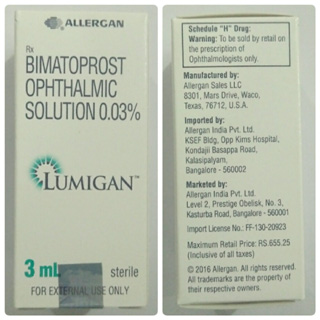 ALLERGAN
Rx
BIMATOPROST
OPHTHALMIC
SOLUTION 0.03%
LUMIGAN™
3 mL
sterile
FOR EXTERNAL USE ONLY
Schedule "H" Drug:
Warning: To be sold by retail on
the prescription of
Ophthalmologists only.
Manufactured by:
Allergan Sales LLC
8301, Mars Drive, Waco,
Texas, 76712, U.S.A.
Imported by:
Allergan India Pvt. Ltd.
KSEF Bldg, Opp Kims Hospital,
Kondaji Basappa Road,
Kalasipalyam,
Bangalore - 560002
Marketed by:
Allergan India Pvt. Ltd.
Level 2, Prestige Obelisk, No. 3,
Kasturba Road, Bangalore - 560001
Import License No.: FF-130-20923
Maximum Retail Price: RS.655.25
(Inclusive of all taxes)
© 2016 Allergan. All rights reserved.
All trademarks are the property of
their respective owners.